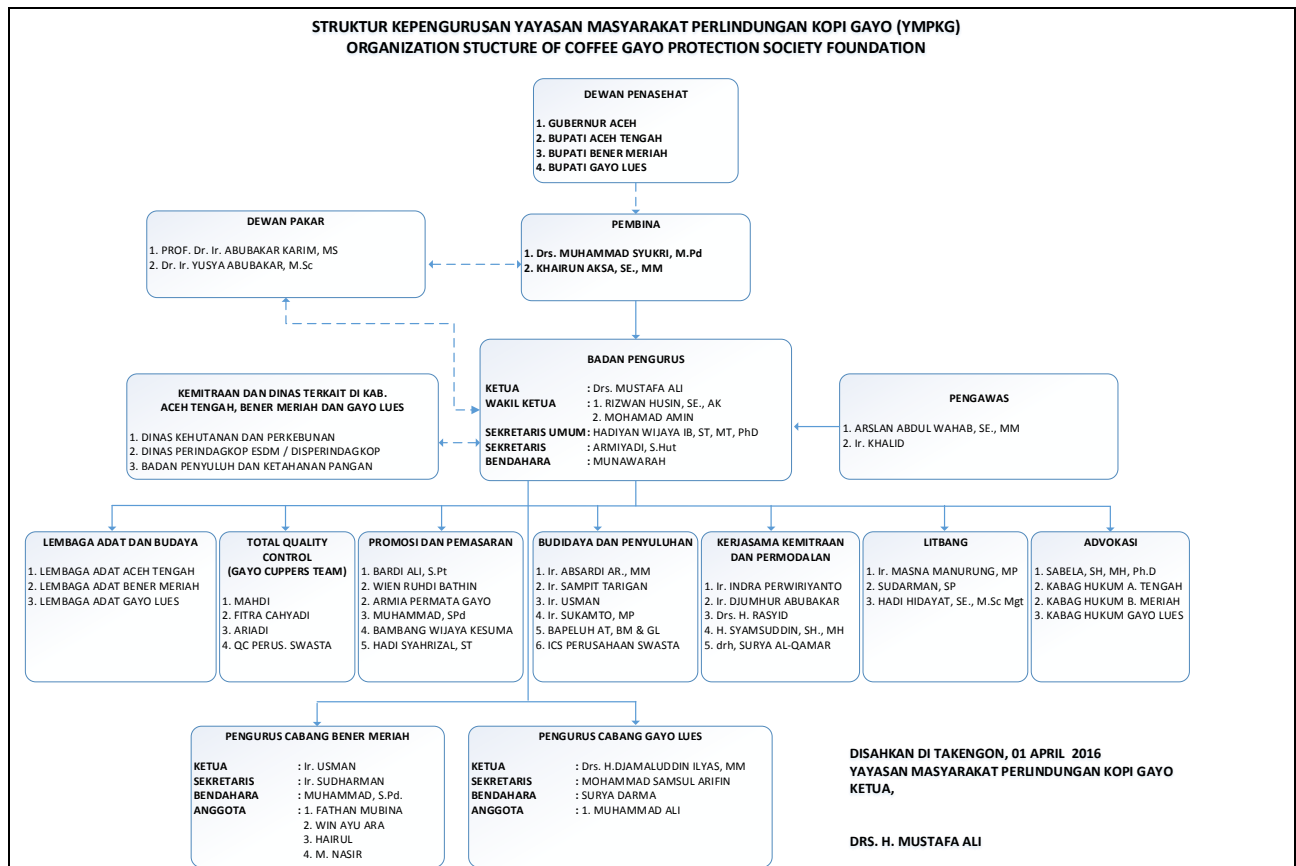 STRUKTUR KEPENGURUSAN YAYASAN MASYARAKAT PERLINDUNGAN KOPI GAYO (YMPKG)
ORGANIZATION STUCTURE OF COFFEE GAYO PROTECTION SOCIETY FOUNDATION
DEWAN PENASEHAT
1. GUBERNUR ACEH
2. BUPATI ACEH TENGAH
3. BUPATI BENER MERIAH
4. BUPATI GAYO LUES
DEWAN PAKAR
1. PROF. Dr. Ir. ABUBAKAR KARIM, MS
2. Dr. Ir. YUSYA ABUBAKAR, M.Sc
PEMBINA
1. Drs. MUHAMMAD SYUKRI, M.Pd
2. KHAIRUN AKSA, SE., MM
BADAN PENGURUS
KETUA : Drs. MUSTAFA ALI
WAKIL KETUA : 1. RIZWAN HUSIN, SE., AK
2. MOHAMAD AMIN
SEKRETARIS UMUM : HADIYAN WIJAYA IB, ST, MT, PhD
SEKRETARIS : ARMIYADI, S.Hut
BENDAHARA : MUNAWARAH
KEMITRAAN DAN DINAS TERKAIT DI KAB.
ACEH TENGAH, BENER MERIAH DAN GAYO LUES
1. DINAS KEHUTANAN DAN PERKEBUNAN
2. DINAS PERINDAGKOP ESDM / DISPERINDAGKOP
3. BADAN PENYULUH DAN KETAHANAN PANGAN
PENGAWAS
1. ARSLAN ABDUL WAHAB, SE., MM
2. Ir. KHALID
LEMBAGA ADAT DAN BUDAYA
1. LEMBAGA ADAT ACEH TENGAH
2. LEMBAGA ADAT BENER MERIAH
3. LEMBAGA ADAT GAYO LUES
TOTAL QUALITY
CONTROL
(GAYO CUPPERS TEAM)
1. MAHDI
2. FITRA CAHYADI
3. ARIADI
4. QC PERUS. SWASTA
PROMOSI DAN PEMASARAN
1. BARDI ALI, S.Pt
2. WIEN RUHDI BATHIN
2. ARMIA PERMATA GAYO
3. MUHAMMAD, SPd
4. BAMBANG WIJAYA KESUMA
5. HADI SYAHRIZAL, ST
BUDIDAYA DAN PENYULUHAN
1. Ir. ABSARDI AR., MM
2. Ir. SAMPIT TARIGAN
3. Ir. USMAN
4. Ir. SUKAMTO, MP
5. BAPELUH AT, BM & GL
6. ICS PERUSAHAAN SWASTA
KERJASAMA KEMITRAAN
DAN PERMODALAN
1. Ir. INDRA PERWIRIYANTO
2. Ir. DJUMHUR ABUBAKAR
3. Drs. H. RASYID
4. H. SYAMSUDDIN, SH., MH
5. drh, SURYA AL-QAMAR
LITBANG
1. Ir. MASNA MANURUNG, MP
2. SUDARMAN, SP
3. HADI HIDAYAT, SE., M.Sc Mgt
ADVOKASI
1. SABELA, SH, MH, Ph.D
2. KABAG HUKUM A. TENGAH
2. KABAG HUKUM B. MERIAH
3. KABAG HUKUM GAYO LUES
PENGURUS CABANG BENER MERIAH
KETUA : Ir. USMAN
SEKRETARIS : Ir. SUDHARMAN
BENDAHARA : MUHAMMAD, S.Pd.
ANGGOTA : 1. FATHAN MUBINA
2. WIN AYU ARA
3. HAIRUL
4. M. NASIR
PENGURUS CABANG GAYO LUES
KETUA : Drs. H.DJAMALUDDIN ILYAS, MM
SEKRETARIS : MOHAMMAD SAMSUL ARIFIN
BENDAHARA : SURYA DARMA
ANGGOTA : 1. MUHAMMAD ALI
DISAHKAN DI TAKENGON, 01 APRIL 2016
YAYASAN MASYARAKAT PERLINDUNGAN KOPI GAYO
KETUA,
DRS. H. MUSTAFA ALI